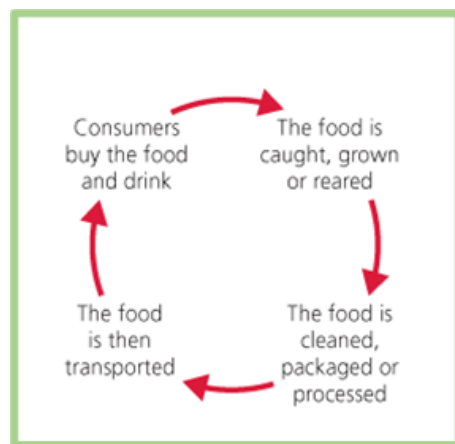 Consumers
buy the food
and drink
The food is
caught, grown
or reared
The food is
cleaned,
packaged or
processed
The food
is then
transported